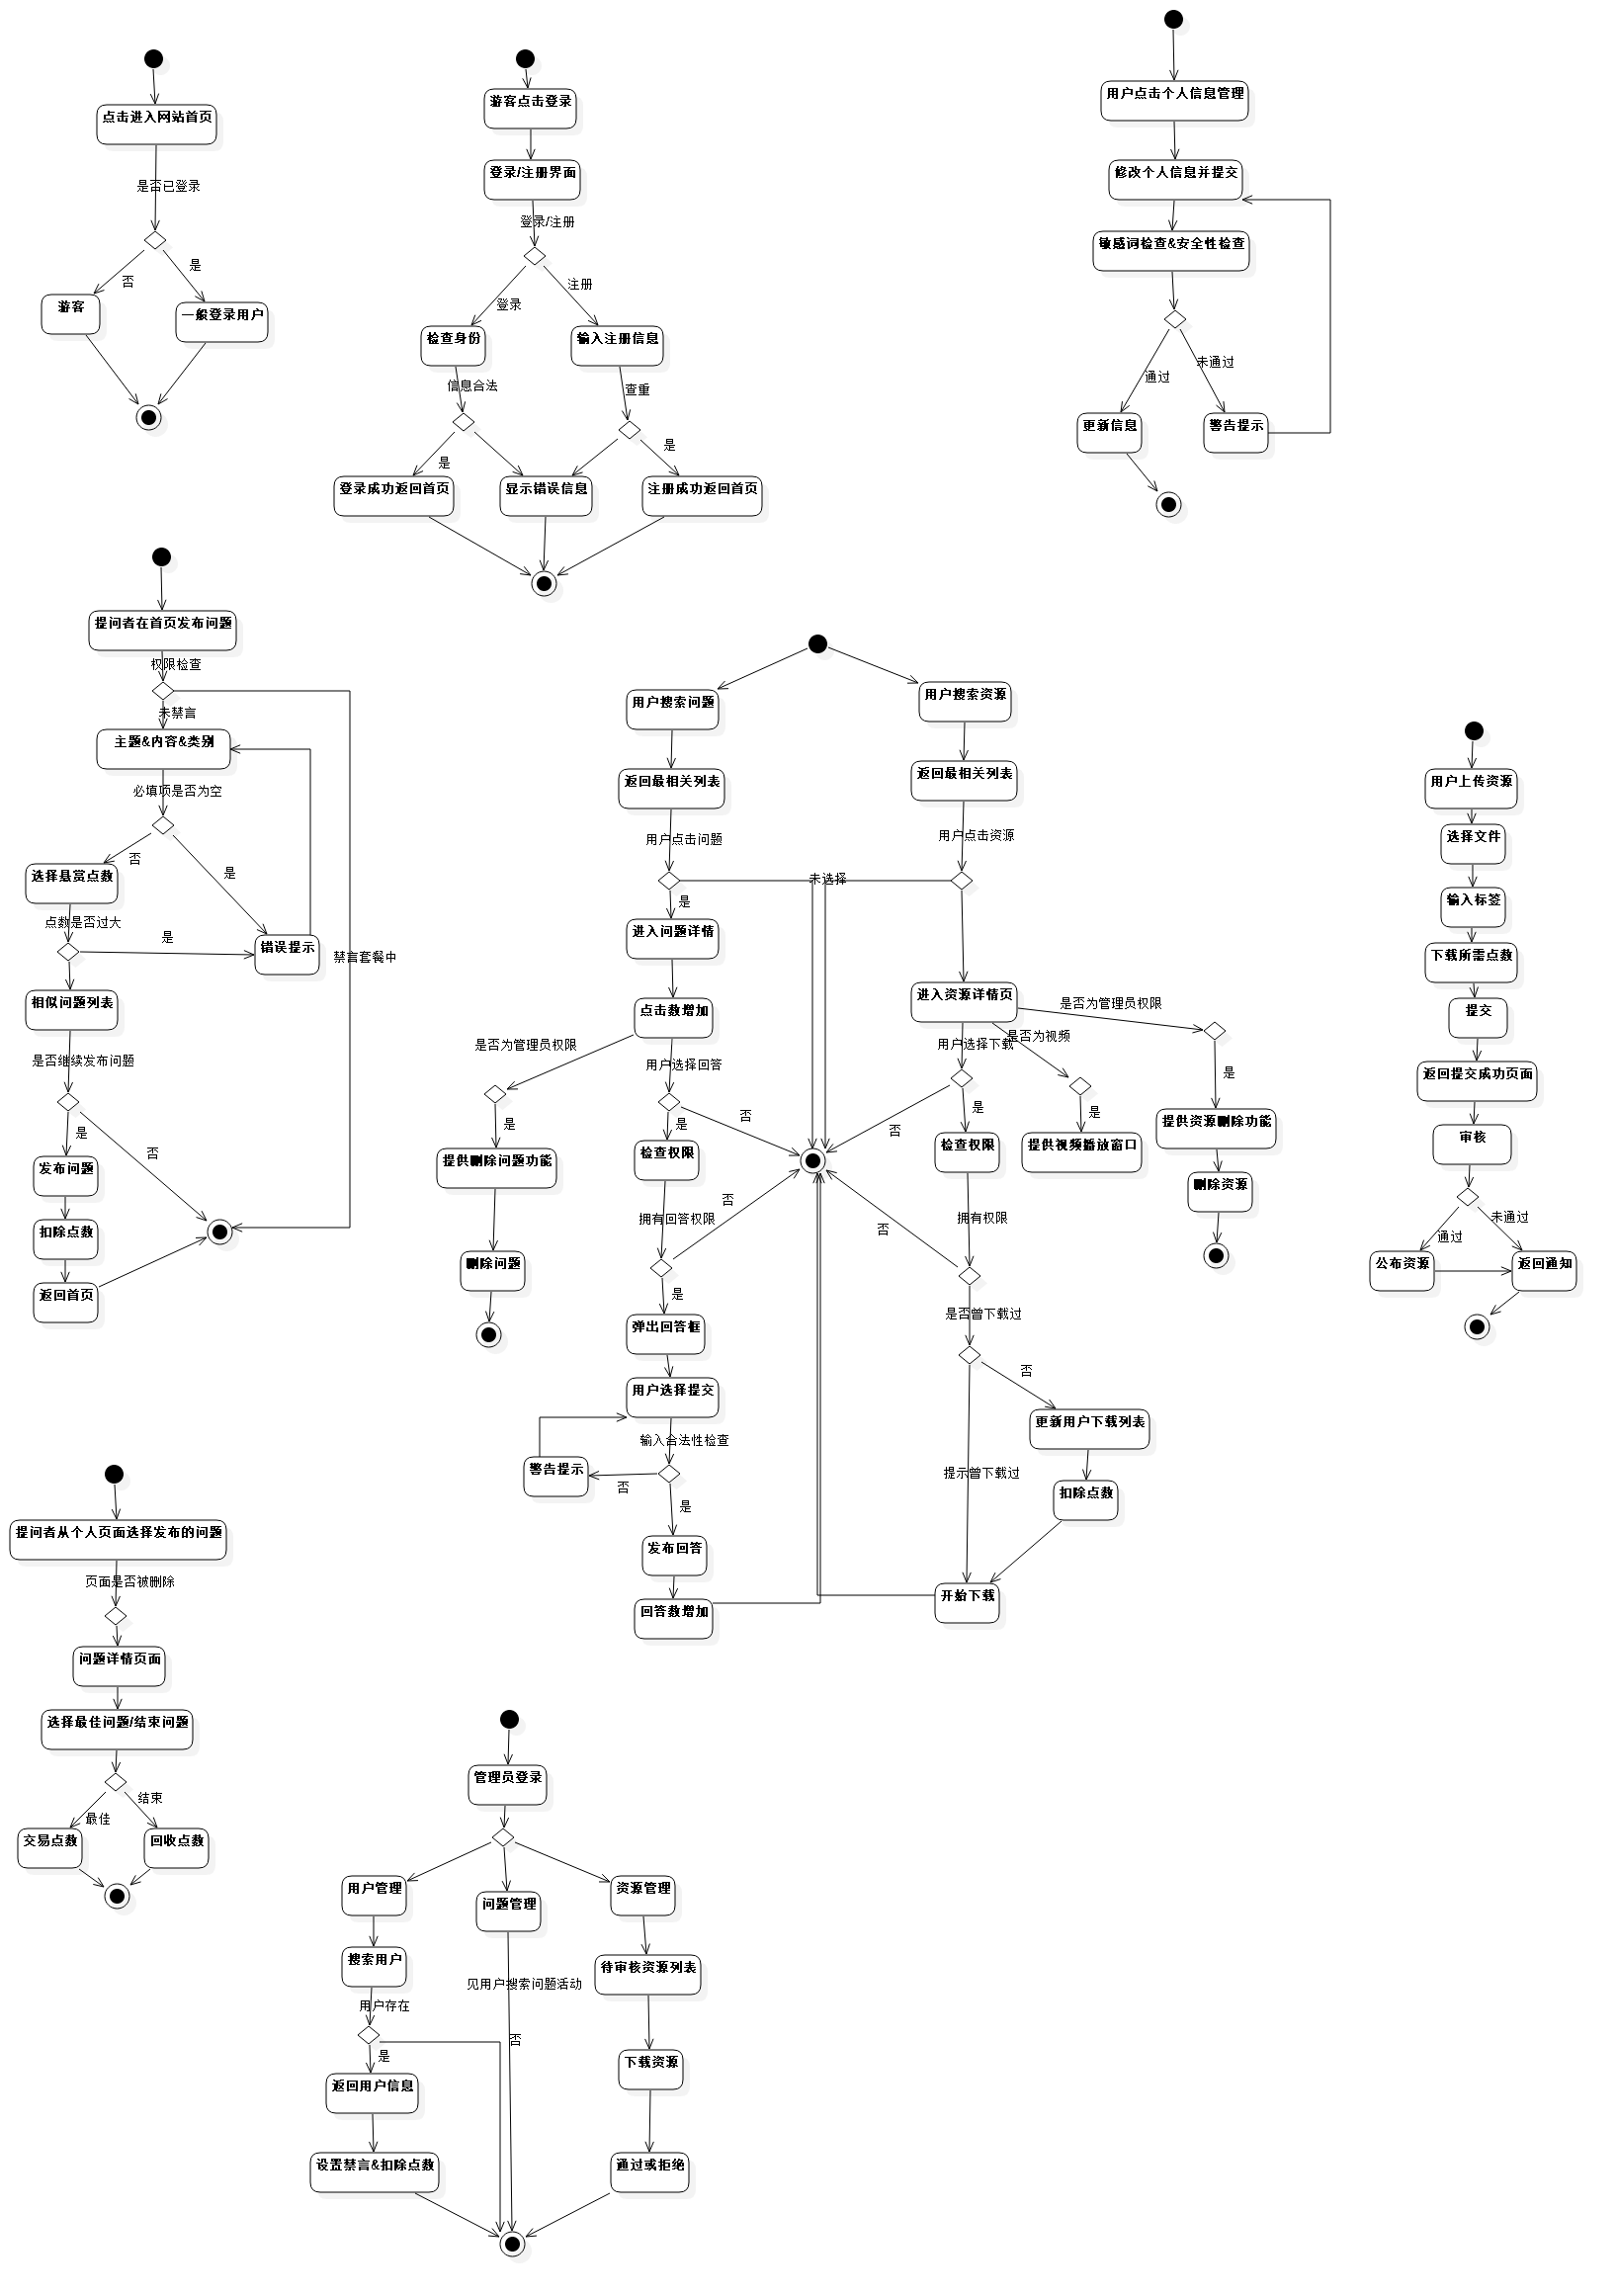 点击进入网站首页
是否已登录
否
是
游客
一般登录用户
游客点击登录
登录/注册界面
登录/注册
登录
注册
检查身份
输入注册信息
信息合法
查重
是
是
登录成功返回首页
显示错误信息
注册成功返回首页
用户点击个人信息管理
修改个人信息并提交
敏感词检查&安全性检查
通过
未通过
更新信息
警告提示
提问者在首页发布问题
权限检查
未禁言
主题&内容&类别
必填项是否为空
否
是
选择悬赏点数
点数是否过大
是
错误提示
禁言套餐中
相似问题列表
是否继续发布问题
是
否
发布问题
扣除点数
返回首页
用户搜索问题
用户搜索资源
返回最相关列表
返回最相关列表
用户点击问题
用户点击资源
未选择
是
进入问题详情
点击数增加
进入资源详情页
是否为管理员权限
是否为管理员权限
用户选择回答
用户选择下载
是否为视频
是
是
否
否
是
是
是
提供删除问题功能
检查权限
检查权限
提供视频播放窗口
提供资源删除功能
删除资源
拥有回答权限
否
否
拥有权限
删除问题
是
弹出回答框
是否曾下载过
否
用户选择提交
更新用户下载列表
输入合法性检查
警告提示
否
提示曾下载过
扣除点数
是
发布回答
回答数增加
开始下载
用户上传资源
选择文件
输入标签
下载所需点数
提交
返回提交成功页面
审核
通过
未通过
公布资源
返回通知
提问者从个人页面选择发布的问题
页面是否被删除
问题详情页面
选择最佳问题/结束问题
最佳
结束
交易点数
回收点数
管理员登录
用户管理
问题管理
资源管理
搜索用户
待审核资源列表
见用户搜索问题活动
用户存在
否
是
返回用户信息
下载资源
设置禁言&扣除点数
通过或拒绝